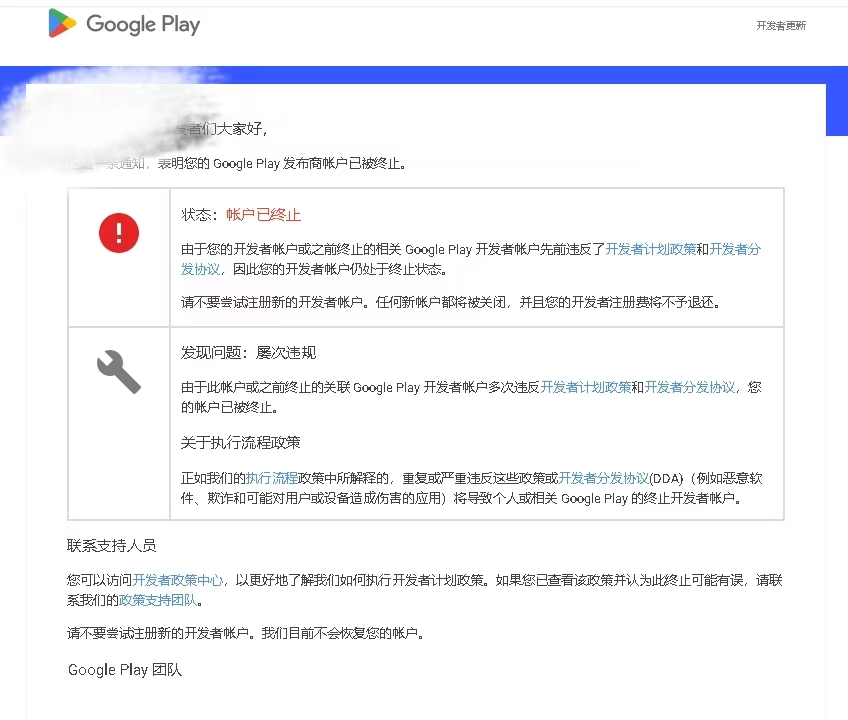 Google Play
开发者更新
者们大家好，
条通知，表明您的 Google Play 发布商帐户已被终止。
状态：帐户已终止
由于您的开发者帐户或之前终止的相关 Google Play 开发者帐户先前违反了开发者计划政策和开发者分
发协议，因此您的开发者帐户仍处于终止状态。
请不要尝试注册新的开发者帐户。任何新帐户都将被关闭，并且您的开发者注册费将不予退还。
发现问题：屡次违规
由于此帐户或之前终止的关联 Google Play 开发者帐户多次违反开发者计划政策和开发者分发协议，您
的帐户已被终止。
关于执行流程政策
正如我们的执行流程政策中所解释的，重复或严重违反这些政策或开发者分发协议(DDA)（例如恶意软
件、欺诈和可能对用户或设备造成伤害的应用）将导致个人或相关 Google Play 的终止开发者帐户。
联系支持人员
您可以访问开发者政策中心，以更好地了解我们如何执行开发者计划政策。如果您已查看该政策并认为此终止可能有误，请联
系我们的政策支持团队。
请不要尝试注册新的开发者帐户。我们目前不会恢复您的帐户。
Google Play 团队